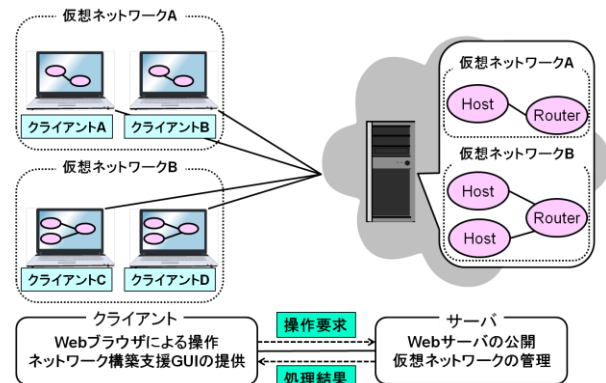 仮想ネットワークA
クライアントA
クライアントB
仮想ネットワークB
クライアントC
クライアントD
仮想ネットワークA
Host
Router
仮想ネットワークB
Host
Router
Host
クライアント
Webブラウザによる操作
ネットワーク構築支援GUIの提供
操作要求
処理結果
サーバ
Webサーバの公開
仮想ネットワークの管理